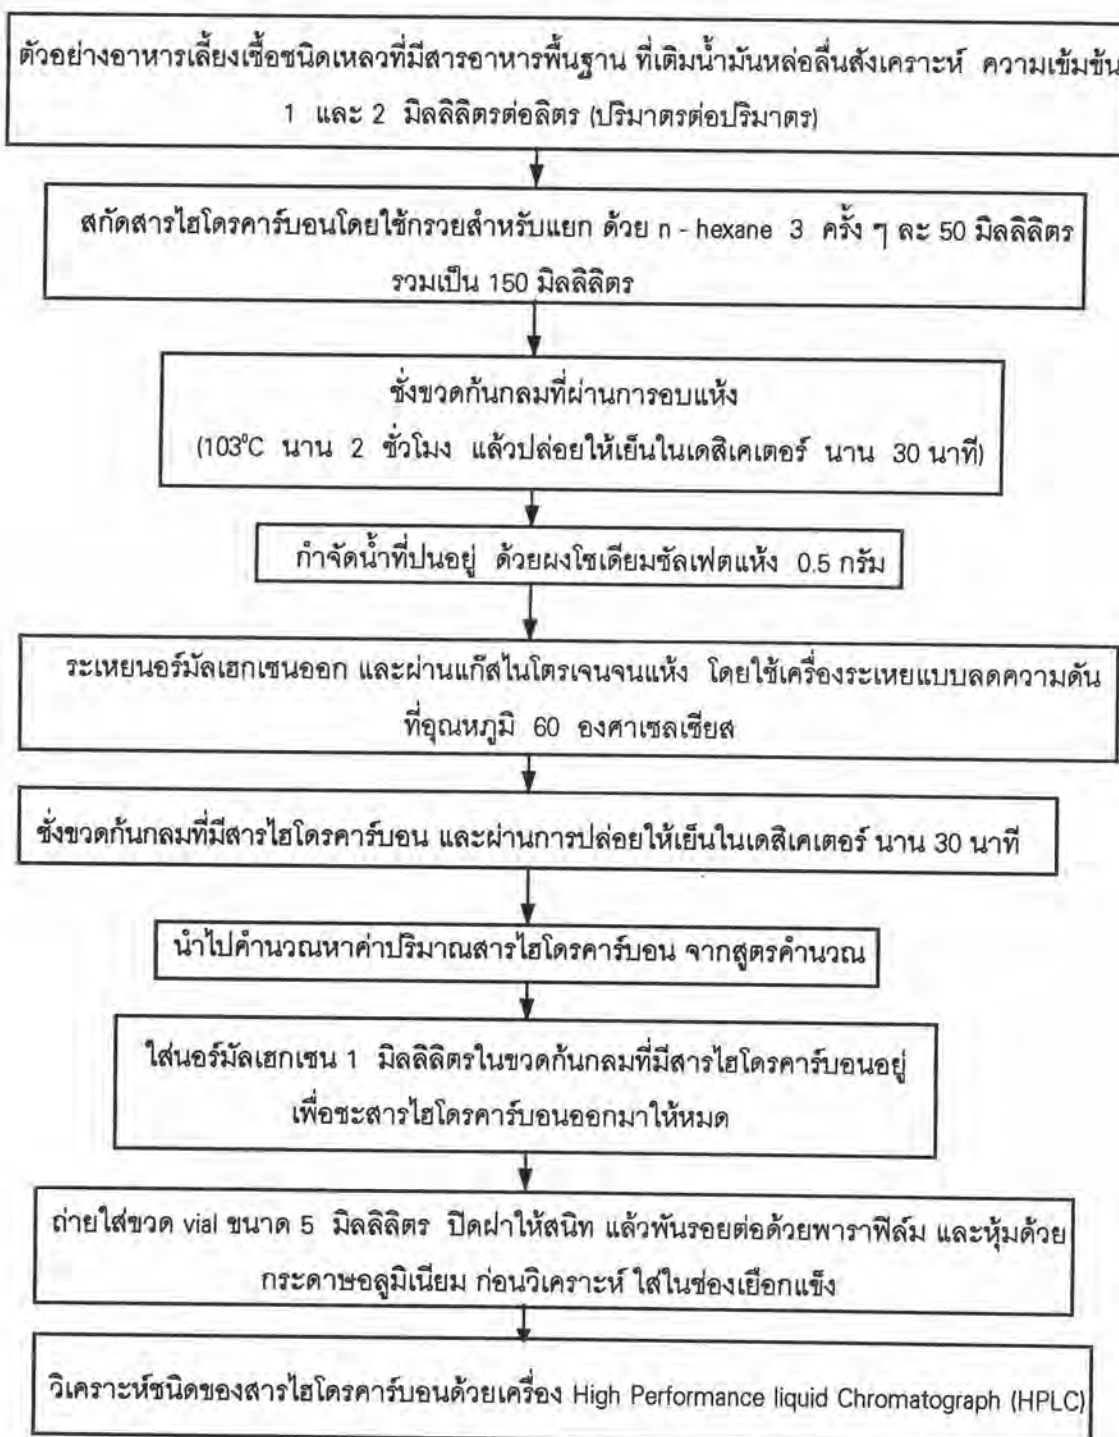 ตัวอย่างอาหารเลี้ยงเชื้อชนิดเหลวที่มีสารอาหารพื้นฐาน ที่เติมน้ำมันหล่อลื่นสังเคราะห์ ความเข้มข้น
1 และ 2 มิลลิลิตรต่อลิตร (ปริมาตรต่อปริมาตร)
สกัดสารไฮโดรคาร์บอนโดยใช้กรวยสำหรับแยก ด้วย n - hexane 3 ครั้ง ๆ ละ 50 มิลลิลิตร
รวมเป็น 150 มิลลิลิตร
ชั่งขวดก้นกลมที่ผ่านการอบแห้ง
(103⁰C นาน 2 ชั่วโมง แล้วปล่อยให้เย็นในเดสิเคเตอร์ นาน 30 นาที)
กำจัดน้ำที่ปนอยู่ ด้วยผงโซเดียมซัลเฟตแห้ง 0.5 กรัม
ระเหยนอร์มัลเฮกเซนออก และผ่านแก๊สไนโตรเจนจนแห้ง โดยใช้เครื่องระเหยแบบลดความดัน
ที่อุณหภูมิ 60 องศาเซลเซียส
ชั่งขวดก้นกลมที่มีสารไฮโดรคาร์บอน และผ่านการปล่อยให้เย็นในเดสิเคเตอร์ นาน 30 นาที
นำไปคำนวณหาค่าปริมาณสารไฮโดรคาร์บอน จากสูตรคำนวณ
ใส่นอร์มัลเฮกเซน 1 มิลลิลิตรในขวดก้นกลมที่มีสารไฮโดรคาร์บอนอยู่
เพื่อชะสารไฮโดรคาร์บอนออกมาให้หมด
ถ่ายใส่ขวด vial ขนาด 5 มิลลิลิตร ปิดฝาให้สนิท แล้วพันรอยต่อด้วยพาราฟีล์ม และหุ้มด้วย
กระดาษอลูมิเนียม ก่อนวิเคราะห์ ใส่ในช่องเยือกแข็ง
วิเคราะห์ชนิดของสารไฮโดรคาร์บอนด้วยเครื่อง High Performance liquid Chromatograph (HPLC)